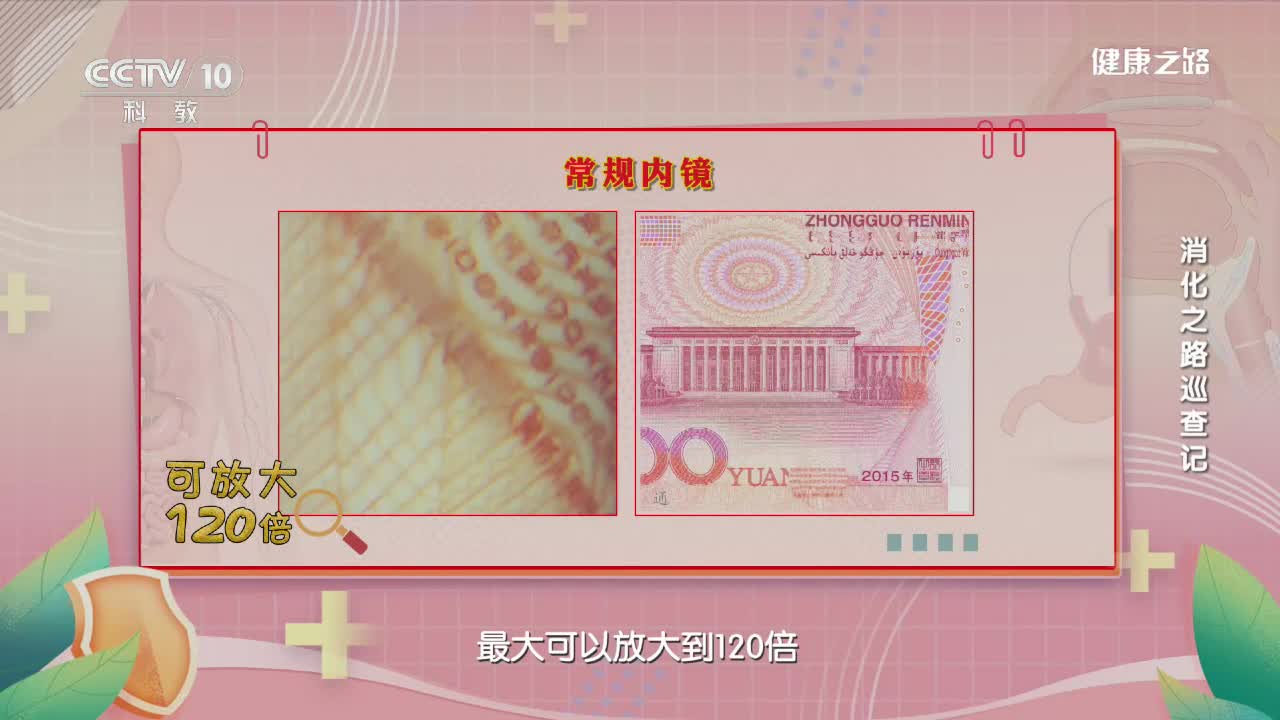 CCTV 10
科教
健康之路
常规内镜
ZHONGGUO RENMIN
00 YUAN
2015年
通
可放大
120倍
消化之路巡查记
最大可以放大到120倍